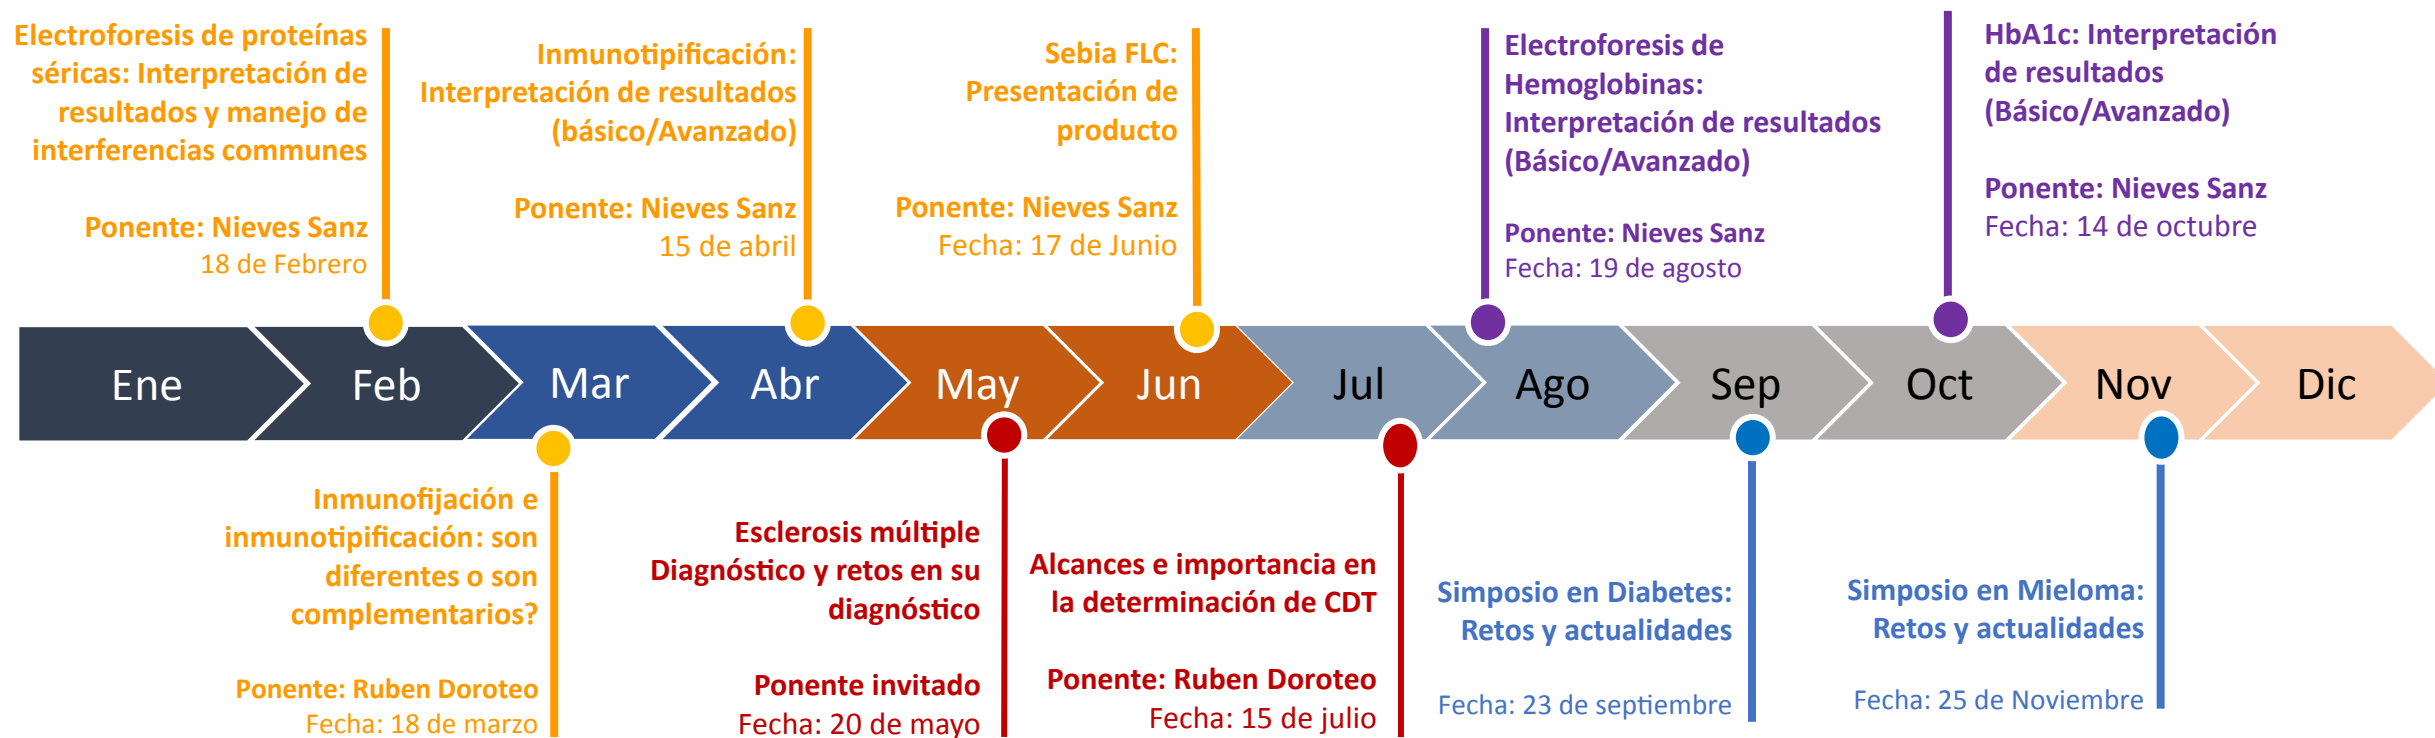 Electroforesis de proteínas
séricas: Interpretación de
resultados y manejo de
interferencias communes
Ponente: Nieves Sanz
18 de Febrero
Inmunotipificación:
Interpretación de resultados
(básico/Avanzado)
Ponente: Nieves Sanz
15 de abril
Sebia FLC:
Presentación de
producto
Ponente: Nieves Sanz
Fecha: 17 de Junio
Electroforesis de
Hemoglobinas:
Interpretación de resultados
(Básico/Avanzado)
Ponente: Nieves Sanz
Fecha: 19 de agosto
HbA1c: Interpretación
de resultados
(Básico/Avanzado)
Ponente: Nieves Sanz
Fecha: 14 de octubre
Ene
Feb
Mar
Abr
May
Jun
Jul
Ago
Sep
Oct
Nov
Dic
Inmunofijación e
inmunotipificación: son
diferentes o son
complementarios?
Ponente: Ruben Doroteo
Fecha: 18 de marzo
Esclerosis múltiple
Diagnóstico y retos en su
diagnóstico
Ponente invitado
Fecha: 20 de mayo
Alcances e importancia en
la determinación de CDT
Ponente: Ruben Doroteo
Fecha: 15 de julio
Simposio en Diabetes:
Retos y actualidades
Fecha: 23 de septiembre
Simposio en Mieloma:
Retos y actualidades
Fecha: 25 de Noviembre